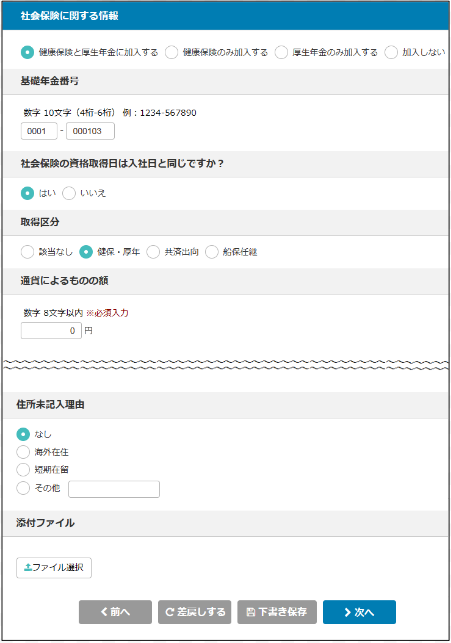 社会保険に関する情報
健康保険と厚生年金に加入する 健康保険のみ加入する 厚生年金のみ加入する 加入しない
基礎年金番号
数字 10文字（4桁-6桁） 例：1234-567890
0001 - 000103
社会保険の資格取得日は入社日と同じですか？
はい いいえ
取得区分
該当なし 健保・厚年 共済出向 船保任継
通貨によるものの額
数字 8文字以内 ※必須入力
0 円
住所未記入理由
なし
海外在住
短期在留
その他
添付ファイル
ファイル選択
前へ 差戻しする 下書き保存 次へ